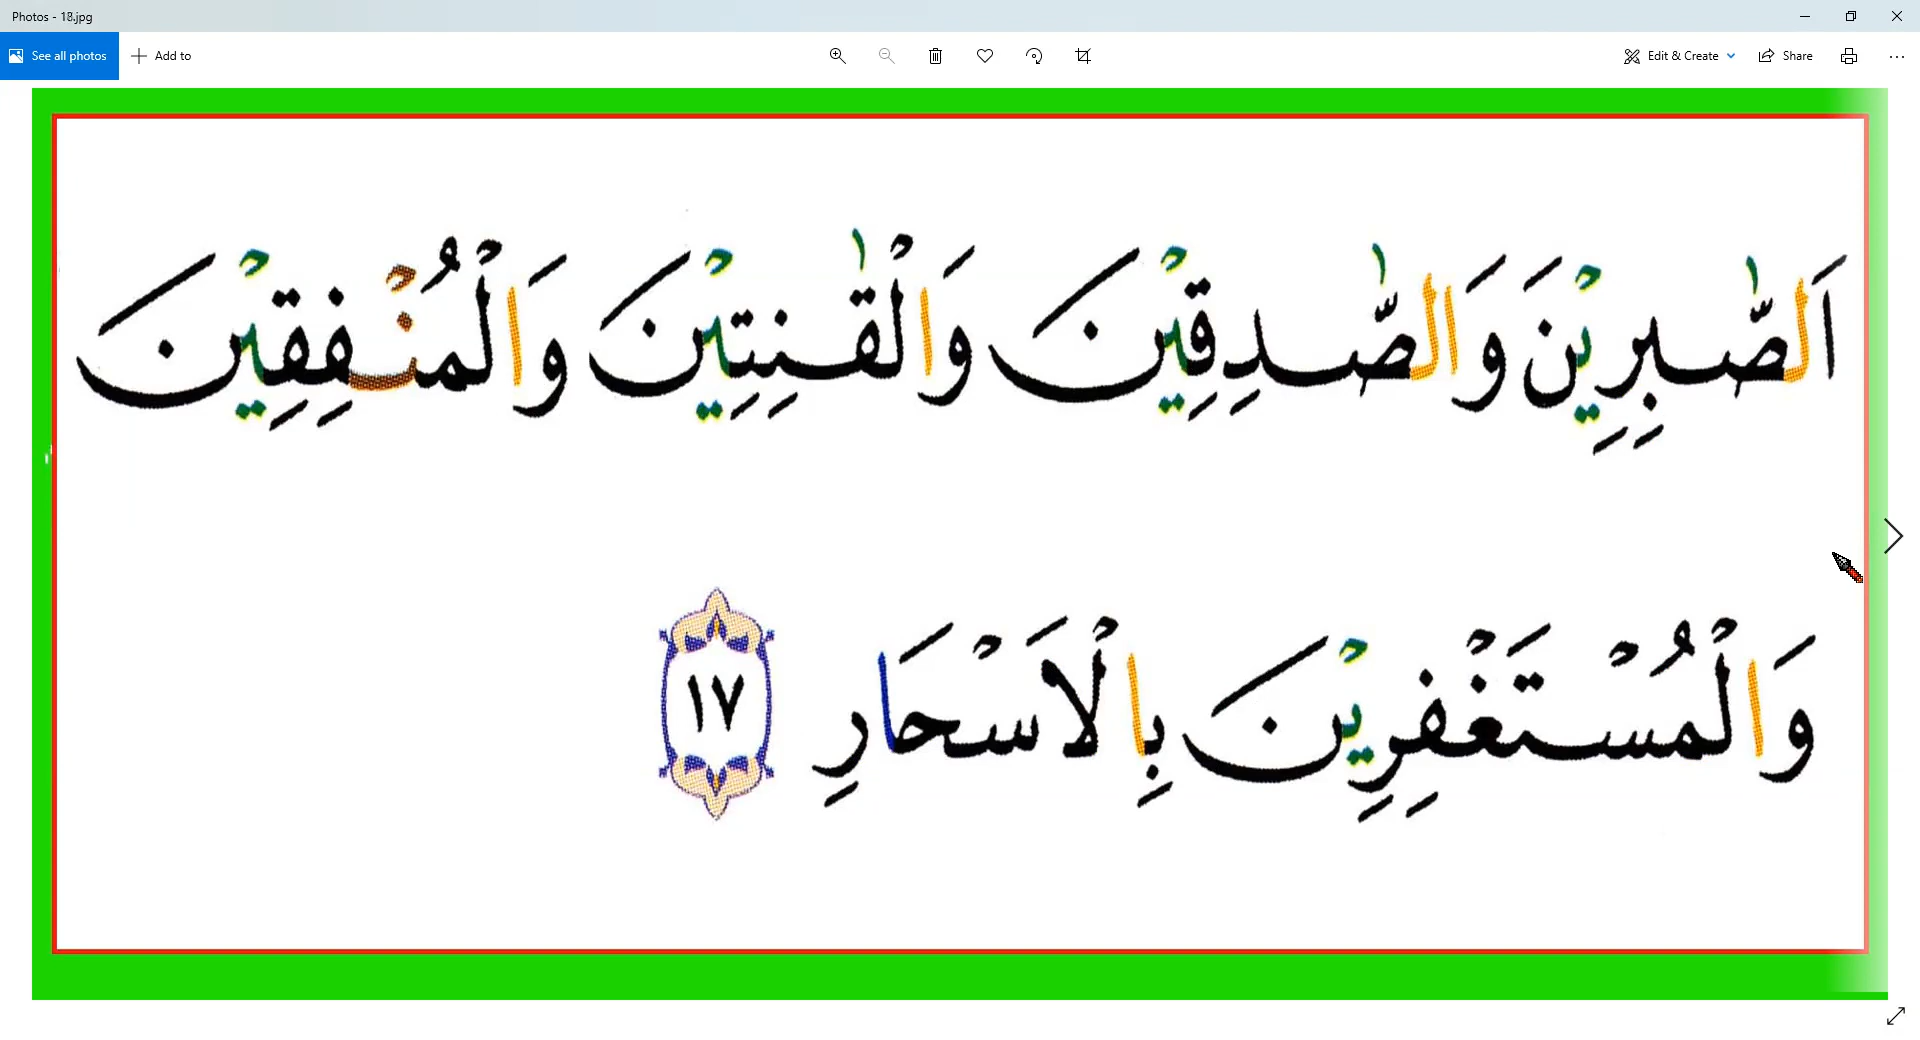 Photos - 18.jpg
See all photos
Add to
Edit & Create
Share
اَلصّٰبِرِيْنَ وَالصّٰدِقِيْنَ وَالْقٰنِتِيْنَ وَالْمُنْفِقِيْنَ
وَالْمُسْتَغْفِرِيْنَ بِالْاَسْحَارِ ١٧